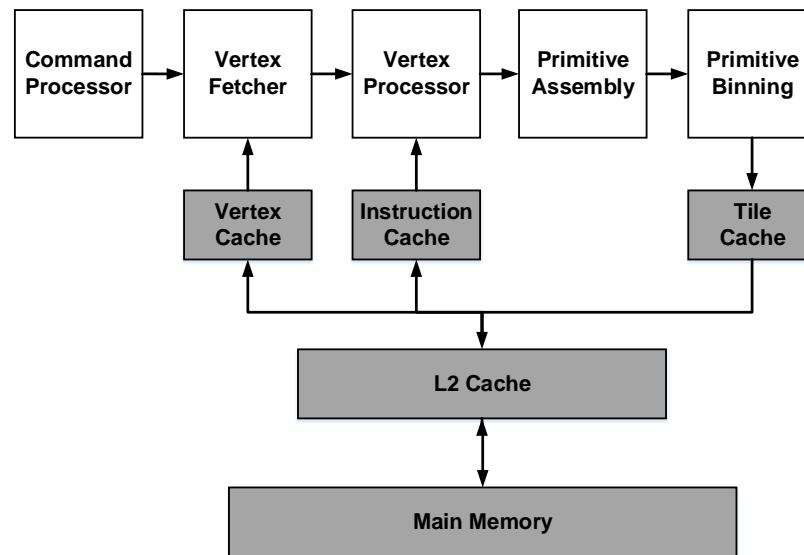 Command
Processor
Vertex
Fetcher
Vertex
Processor
Primitive
Assembly
Primitive
Binning
Vertex
Cache
Instruction
Cache
Tile
Cache
L2 Cache
Main Memory